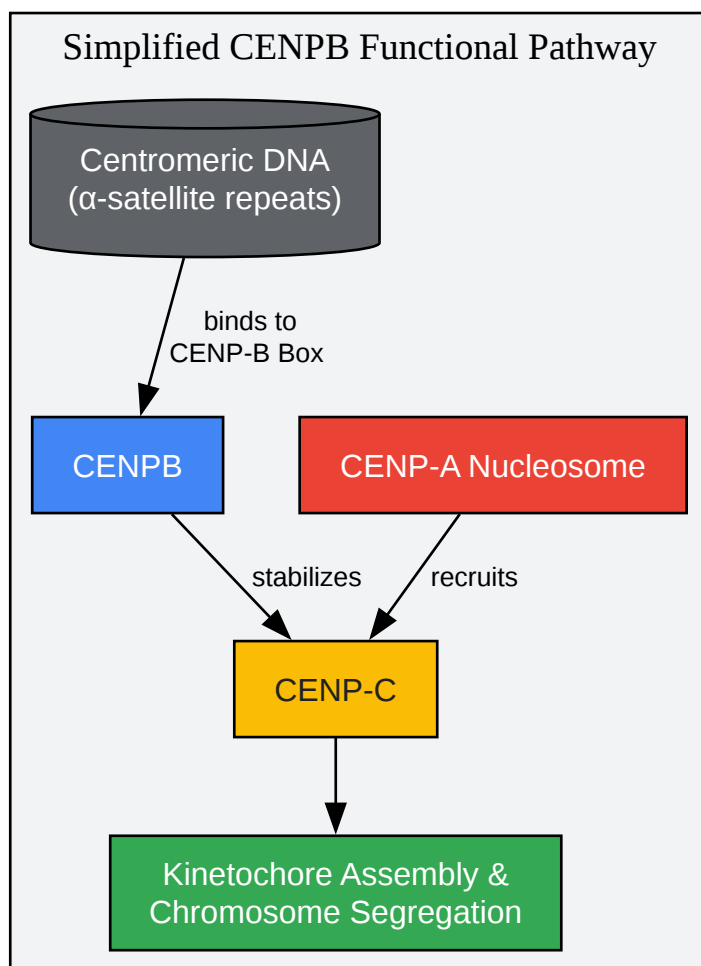 Simplified CENPB Functional Pathway
Centromeric DNA
(α-satellite repeats)
binds to
CENP-B Box
CENPB
CENP-A Nucleosome
stabilizes
recruits
CENP-C
Kinetochore Assembly &
Chromosome Segregation